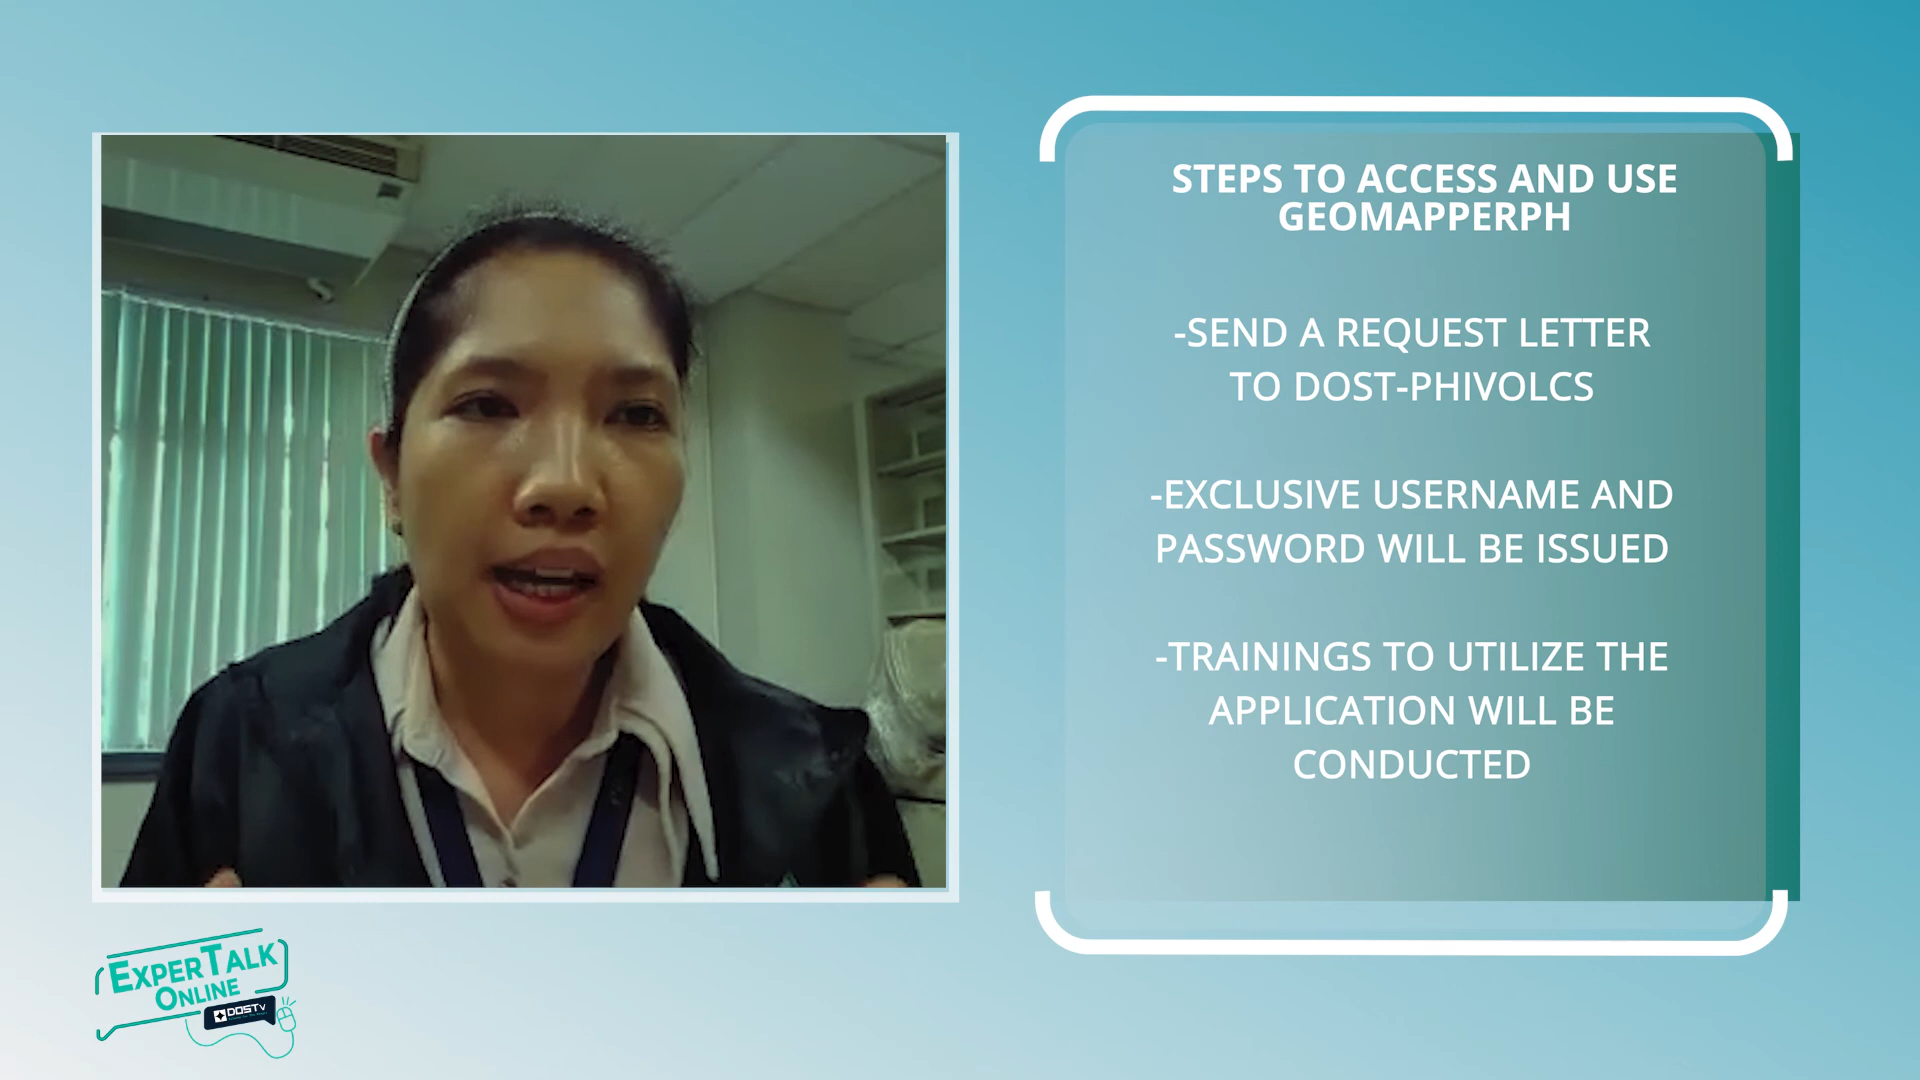 STEPS TO ACCESS AND USE
GEOMAPPERPH
-SEND A REQUEST LETTER
TO DOST-PHIVOLCS
-EXCLUSIVE USERNAME AND
PASSWORD WILL BE ISSUED
-TRAININGS TO UTILIZE THE
APPLICATION WILL BE
CONDUCTED
EXPERTALK
ONLINE
DOSTv